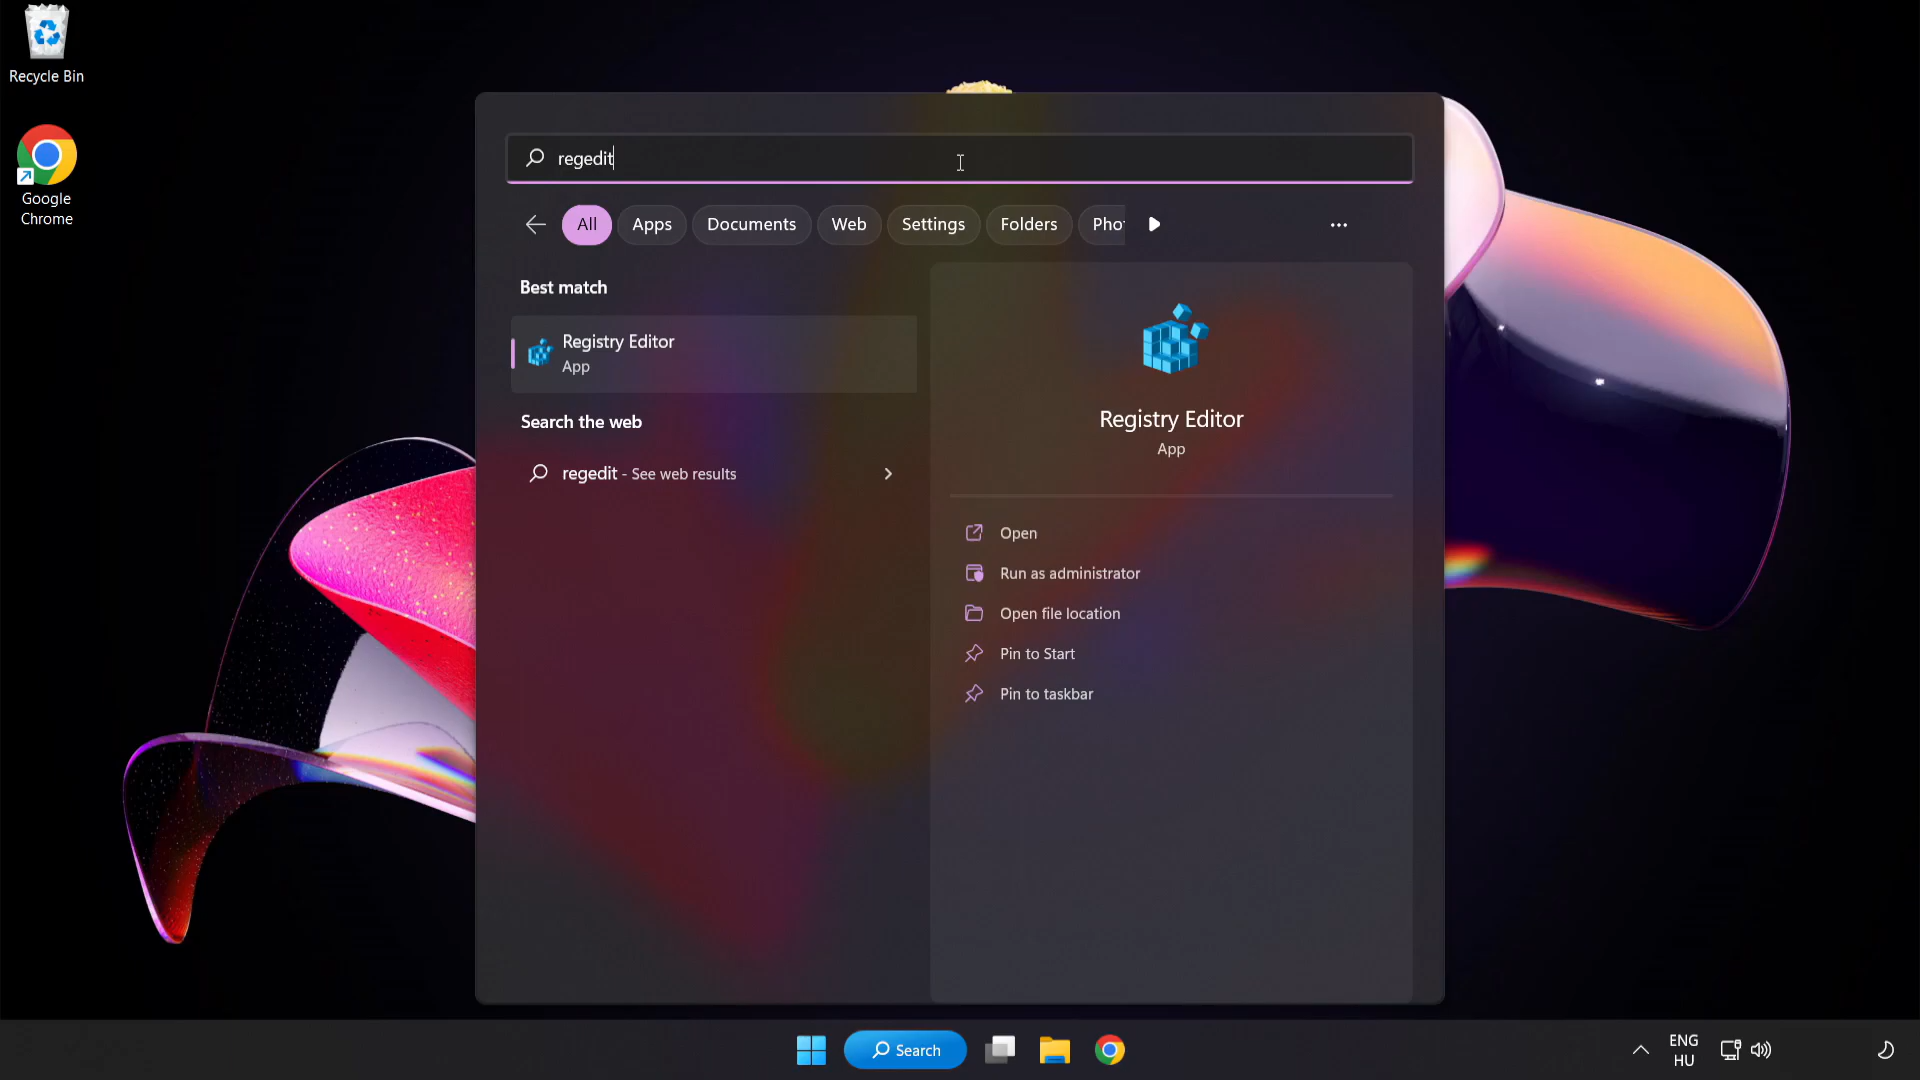 Recycle Bin
Google
Chrome
regedit
All
Apps
Documents
Web
Settings
Folders
Pho
Best match
Registry Editor
App
Search the web
regedit - See web results
Registry Editor
App
Open
Run as administrator
Open file location
Pin to Start
Pin to taskbar
Search
ENG
HU